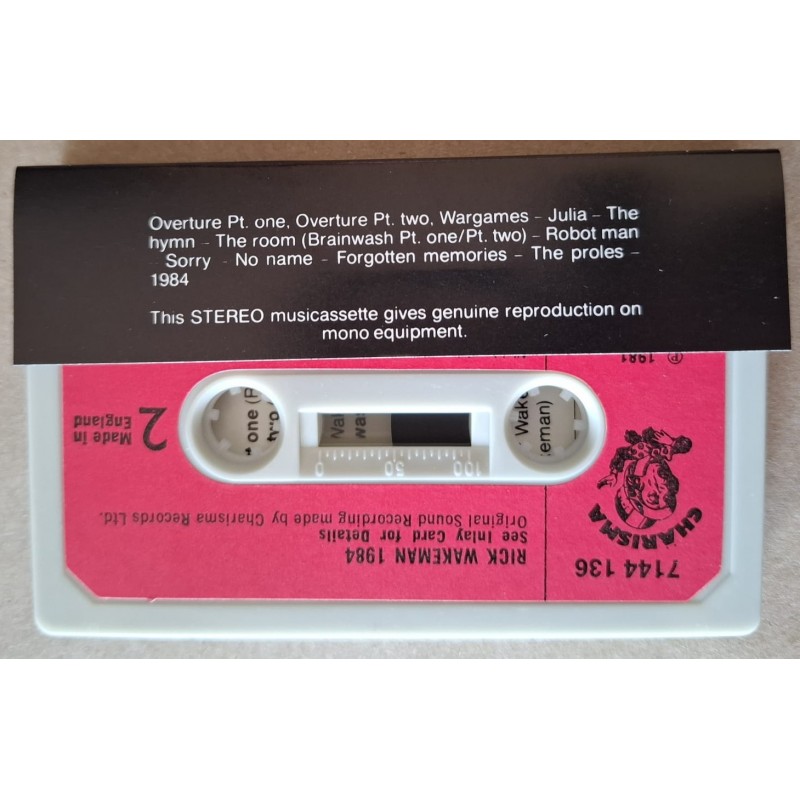 Overture Pt. one, Overture Pt. two, Wargames – Julia – The
hymn – The room (Brainwash Pt. one/Pt. two) – Robot man
– Sorry – No name – Forgotten memories – The proles –
1984
This STEREO musicassette gives genuine reproduction on
mono equipment.
7144 136
CHARISMA
RICK WAKEMAN 1984
See Inlay Card for Details
Original Sound Recording made by Charisma Records Ltd.
100 50 0
2
Made in
England
℗ 1981
one (P
Wake
eman)